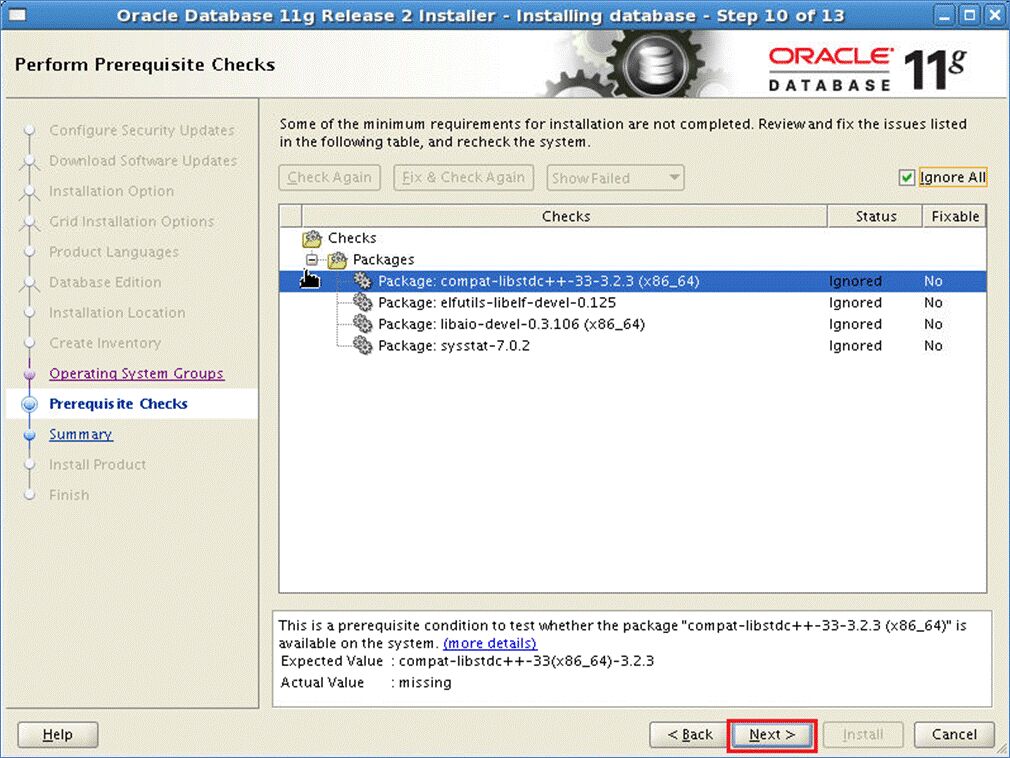 Oracle Database 11g Release 2 Installer - Installing database - Step 10 of 13
Perform Prerequisite Checks
ORACLE
DATABASE
11g
Configure Security Updates
Download Software Updates
Installation Option
Grid Installation Options
Product Languages
Database Edition
Installation Location
Create Inventory
Operating System Groups
Prerequisite Checks
Summary
Install Product
Finish
Some of the minimum requirements for installation are not completed. Review and fix the issues listed
in the following table, and recheck the system.
Check Again Fix & Check Again Show Failed Ignore All
Checks Status Fixable
Checks
Packages
Package: compat-libstdc++-33-3.2.3 (x86_64) Ignored No
Package: elfutils-libelf-devel-0.125 Ignored No
Package: libaio-devel-0.3.106 (x86_64) Ignored No
Package: sysstat-7.0.2 Ignored No
This is a prerequisite condition to test whether the package "compat-libstdc++-33-3.2.3 (x86_64)" is
available on the system. (more details)
Expected Value : compat-libstdc++-33(x86_64)-3.2.3
Actual Value : missing
Help < Back Next > Install Cancel